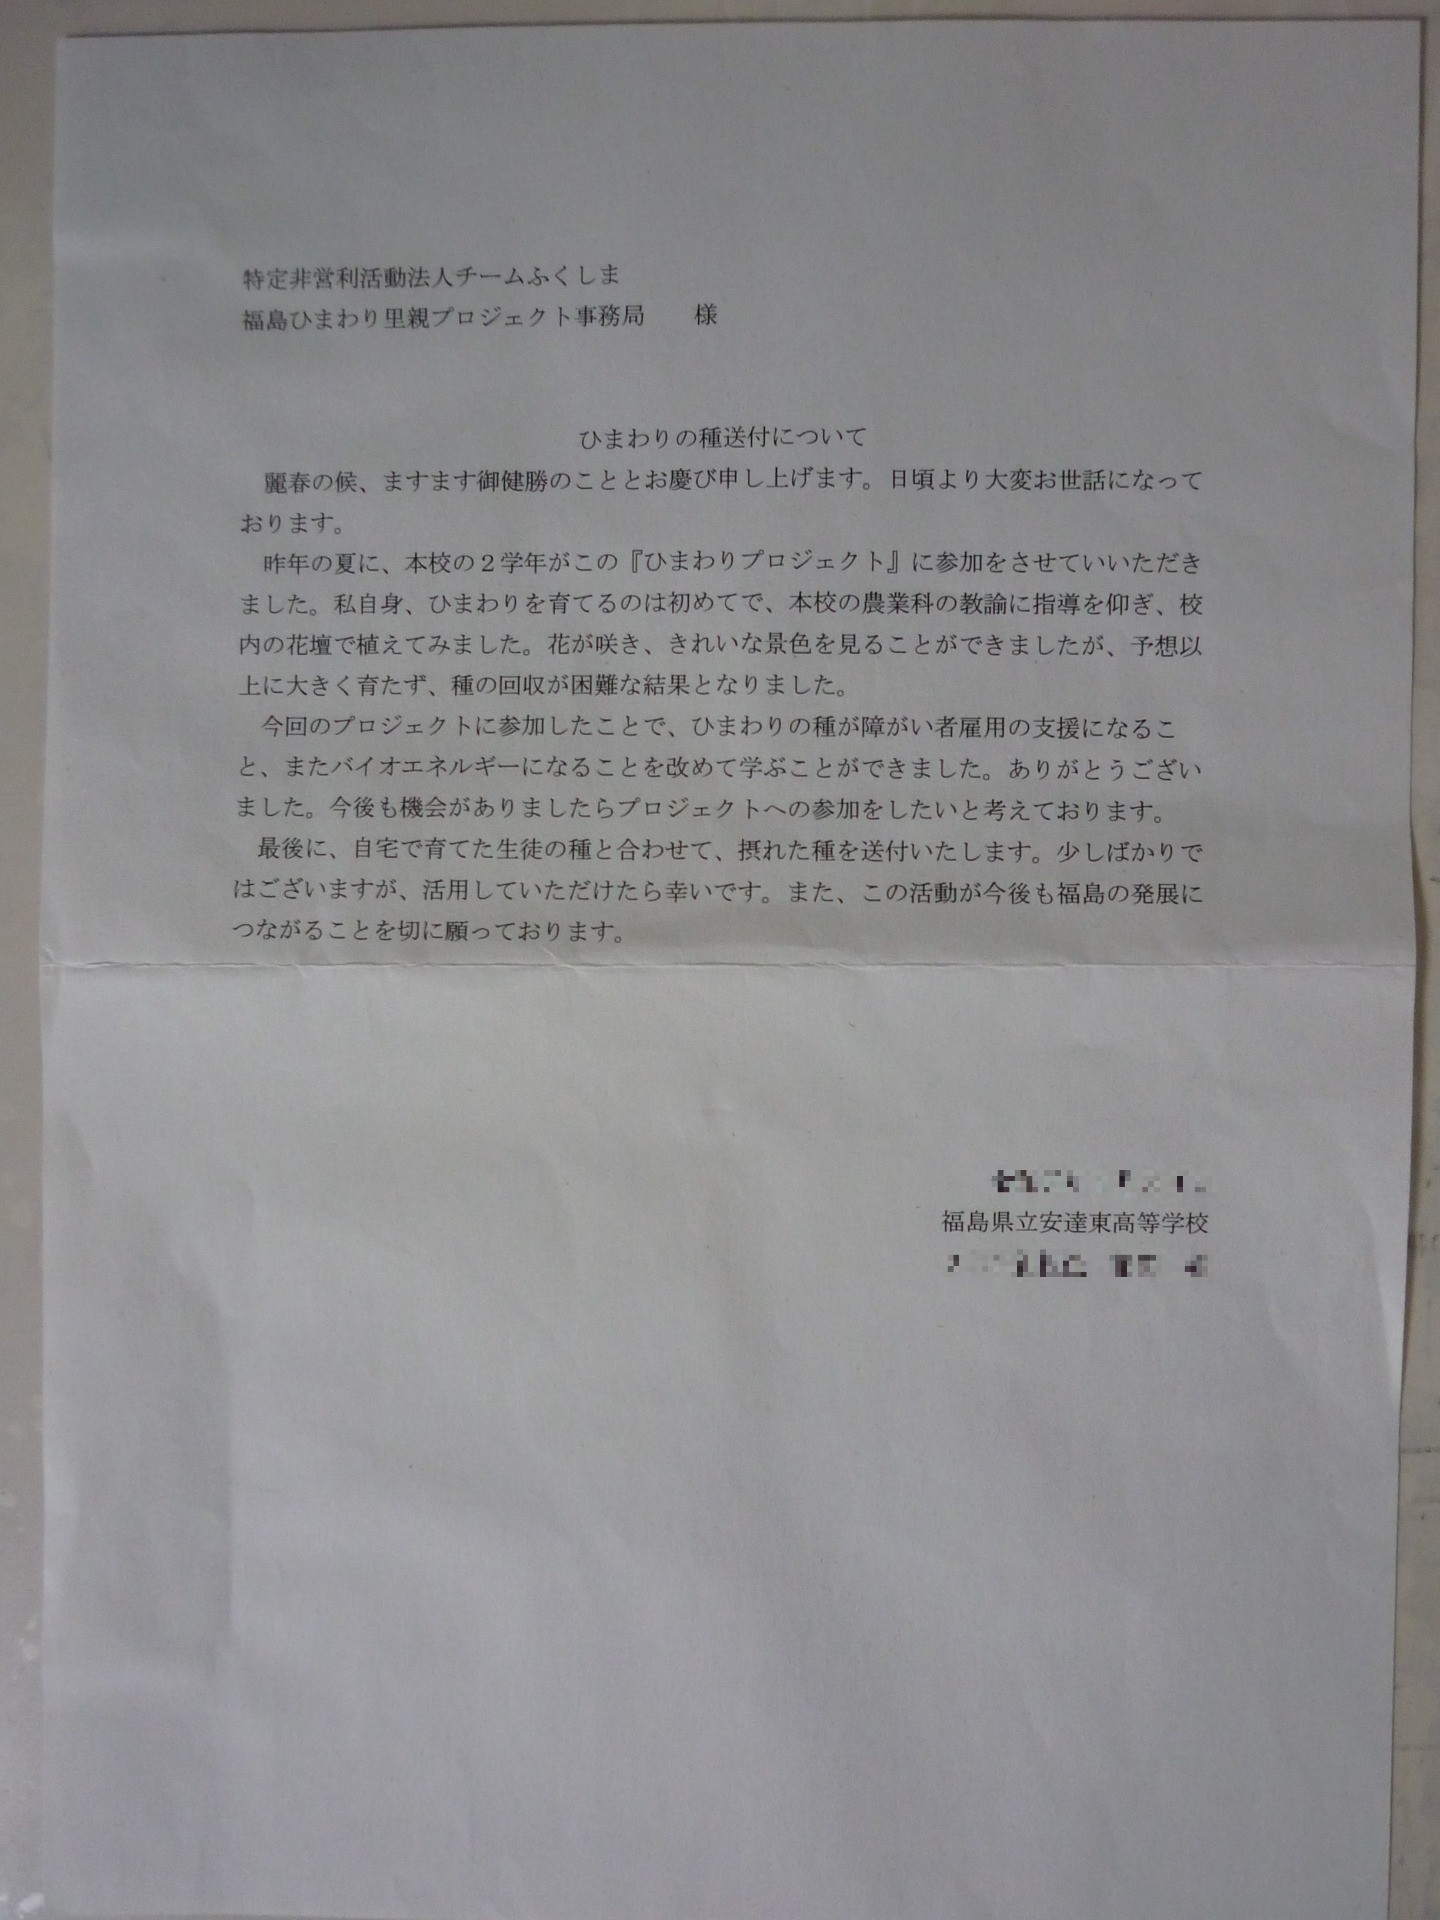 特定非営利活動法人チームふくしま
福島ひまわり里親プロジェクト事務局　　様
ひまわりの種送付について
麗春の候、ますます御健勝のこととお慶び申し上げます。日頃より大変お世話になって
おります。
昨年の夏に、本校の２学年がこの『ひまわりプロジェクト』に参加をさせていいただき
ました。私自身、ひまわりを育てるのは初めてで、本校の農業科の教諭に指導を仰ぎ、校
内の花壇で植えてみました。花が咲き、きれいな景色を見ることができましたが、予想以
上に大きく育たず、種の回収が困難な結果となりました。
今回のプロジェクトに参加したことで、ひまわりの種が障がい者雇用の支援になるこ
と、またバイオエネルギーになることを改めて学ぶことができました。ありがとうござい
ました。今後も機会がありましたらプロジェクトへの参加をしたいと考えております。
最後に、自宅で育てた生徒の種と合わせて、摂れた種を送付いたします。少しばかりで
はございますが、活用していただけたら幸いです。また、この活動が今後も福島の発展に
つながることを切に願っております。
福島県立安達東高等学校